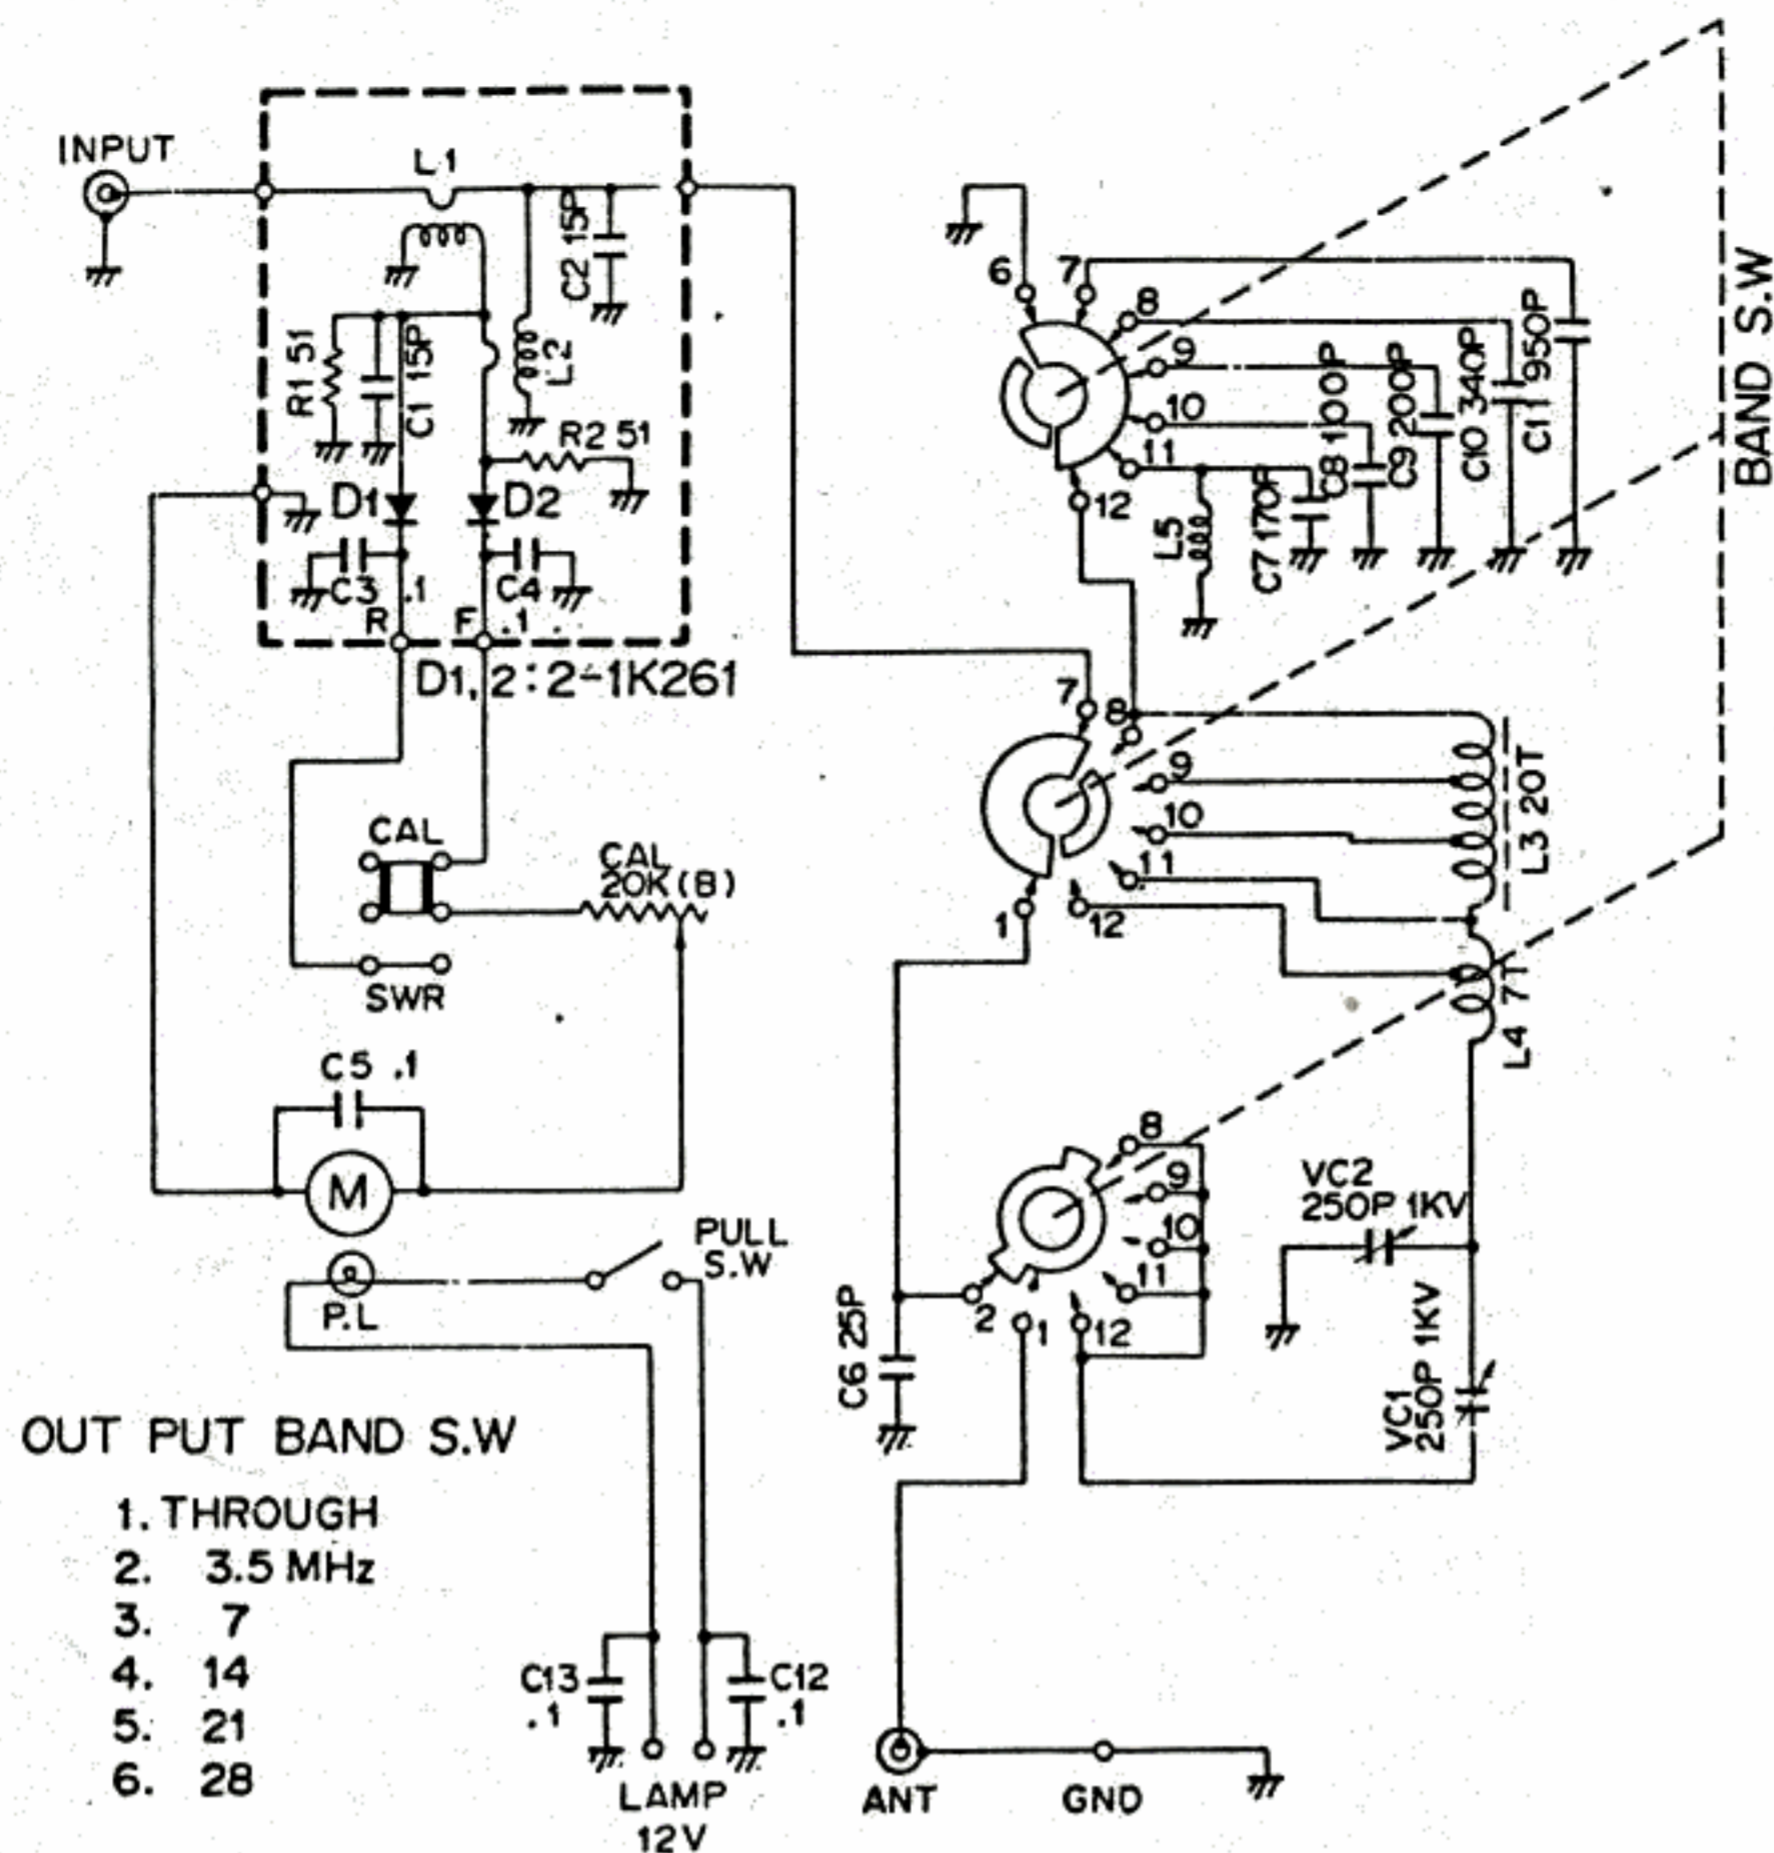 INPUT
L1
C2 15P
L2
R1 51
C1 15P
R2 51
D1
D2
C3 .1
C4 .1
R
F
D1,2:2-1K261
CAL
CAL
20K(B)
SWR
C5 .1
M
P.L
PULL
S.W
OUT PUT BAND S.W
1. THROUGH
2. 3.5 MHz
3. 7
4. 14
5. 21
6. 28
C13
.1
C12
.1
LAMP
12V
6
7
8
9
10
11
12
L5
C7 170P
C8 100P
C9 200P
C10 340P
C11 950P
BAND S.W
7
8
9
10
11
12
1
L3 20T
L4 7T
8
9
10
11
12
1
2
C6 25P
VC2
250P 1KV
VC1
250P 1KV
ANT
GND